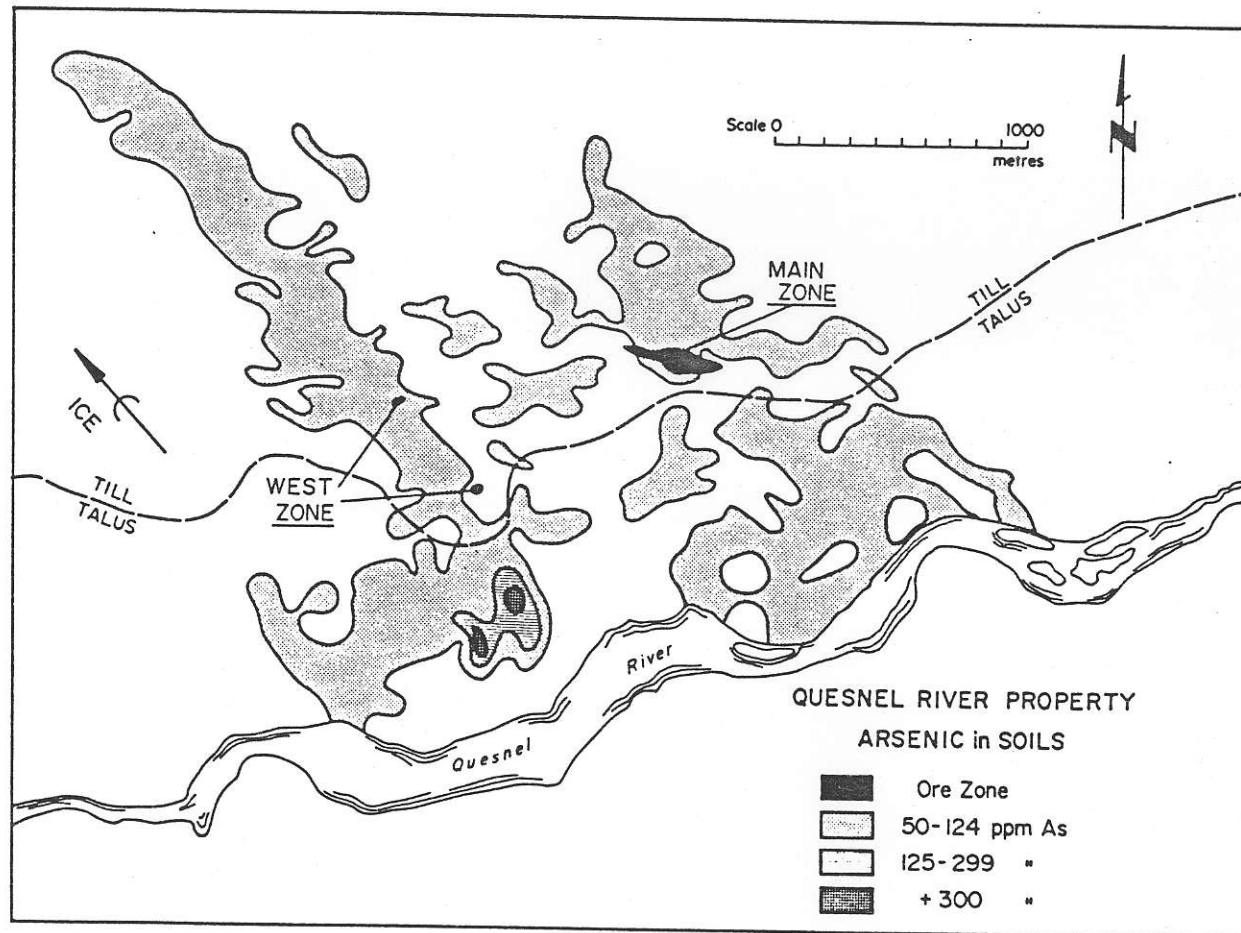 Scale 0 1000
metres
N
MAIN
ZONE
TILL
TALUS
ICE
WEST
ZONE
TILL
TALUS
River
Quesnel
QUESNEL RIVER PROPERTY
ARSENIC in SOILS
Ore Zone
50-124 ppm As
125-299 "
+300 "